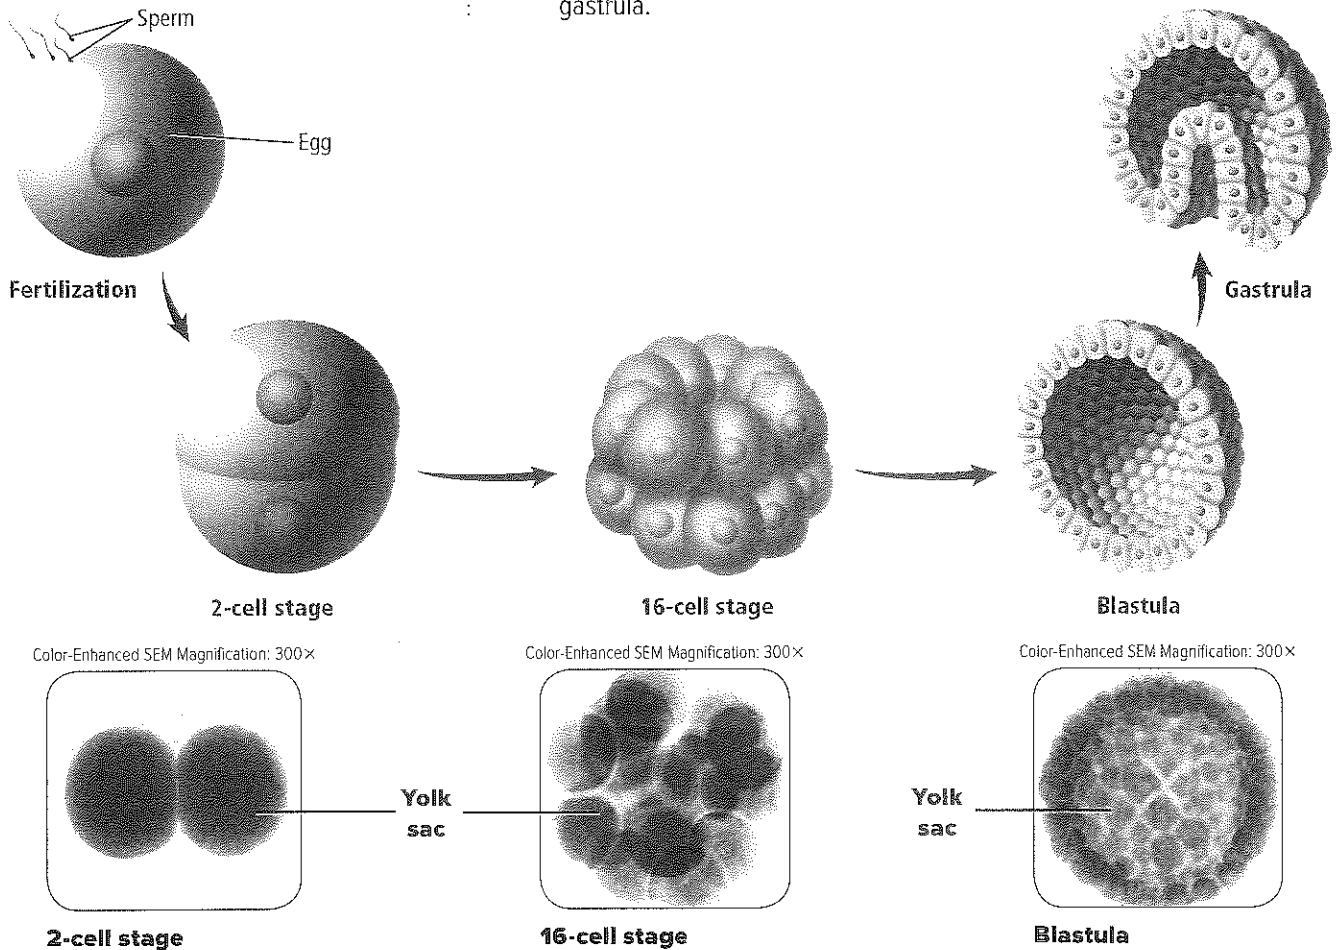 : gastrula.
Sperm
Egg
Fertilization
Gastrula
2-cell stage
16-cell stage
Blastula
Color-Enhanced SEM Magnification: 300×
Color-Enhanced SEM Magnification: 300×
Color-Enhanced SEM Magnification: 300×
Yolk
sac
Yolk
sac
2-cell stage
16-cell stage
Blastula